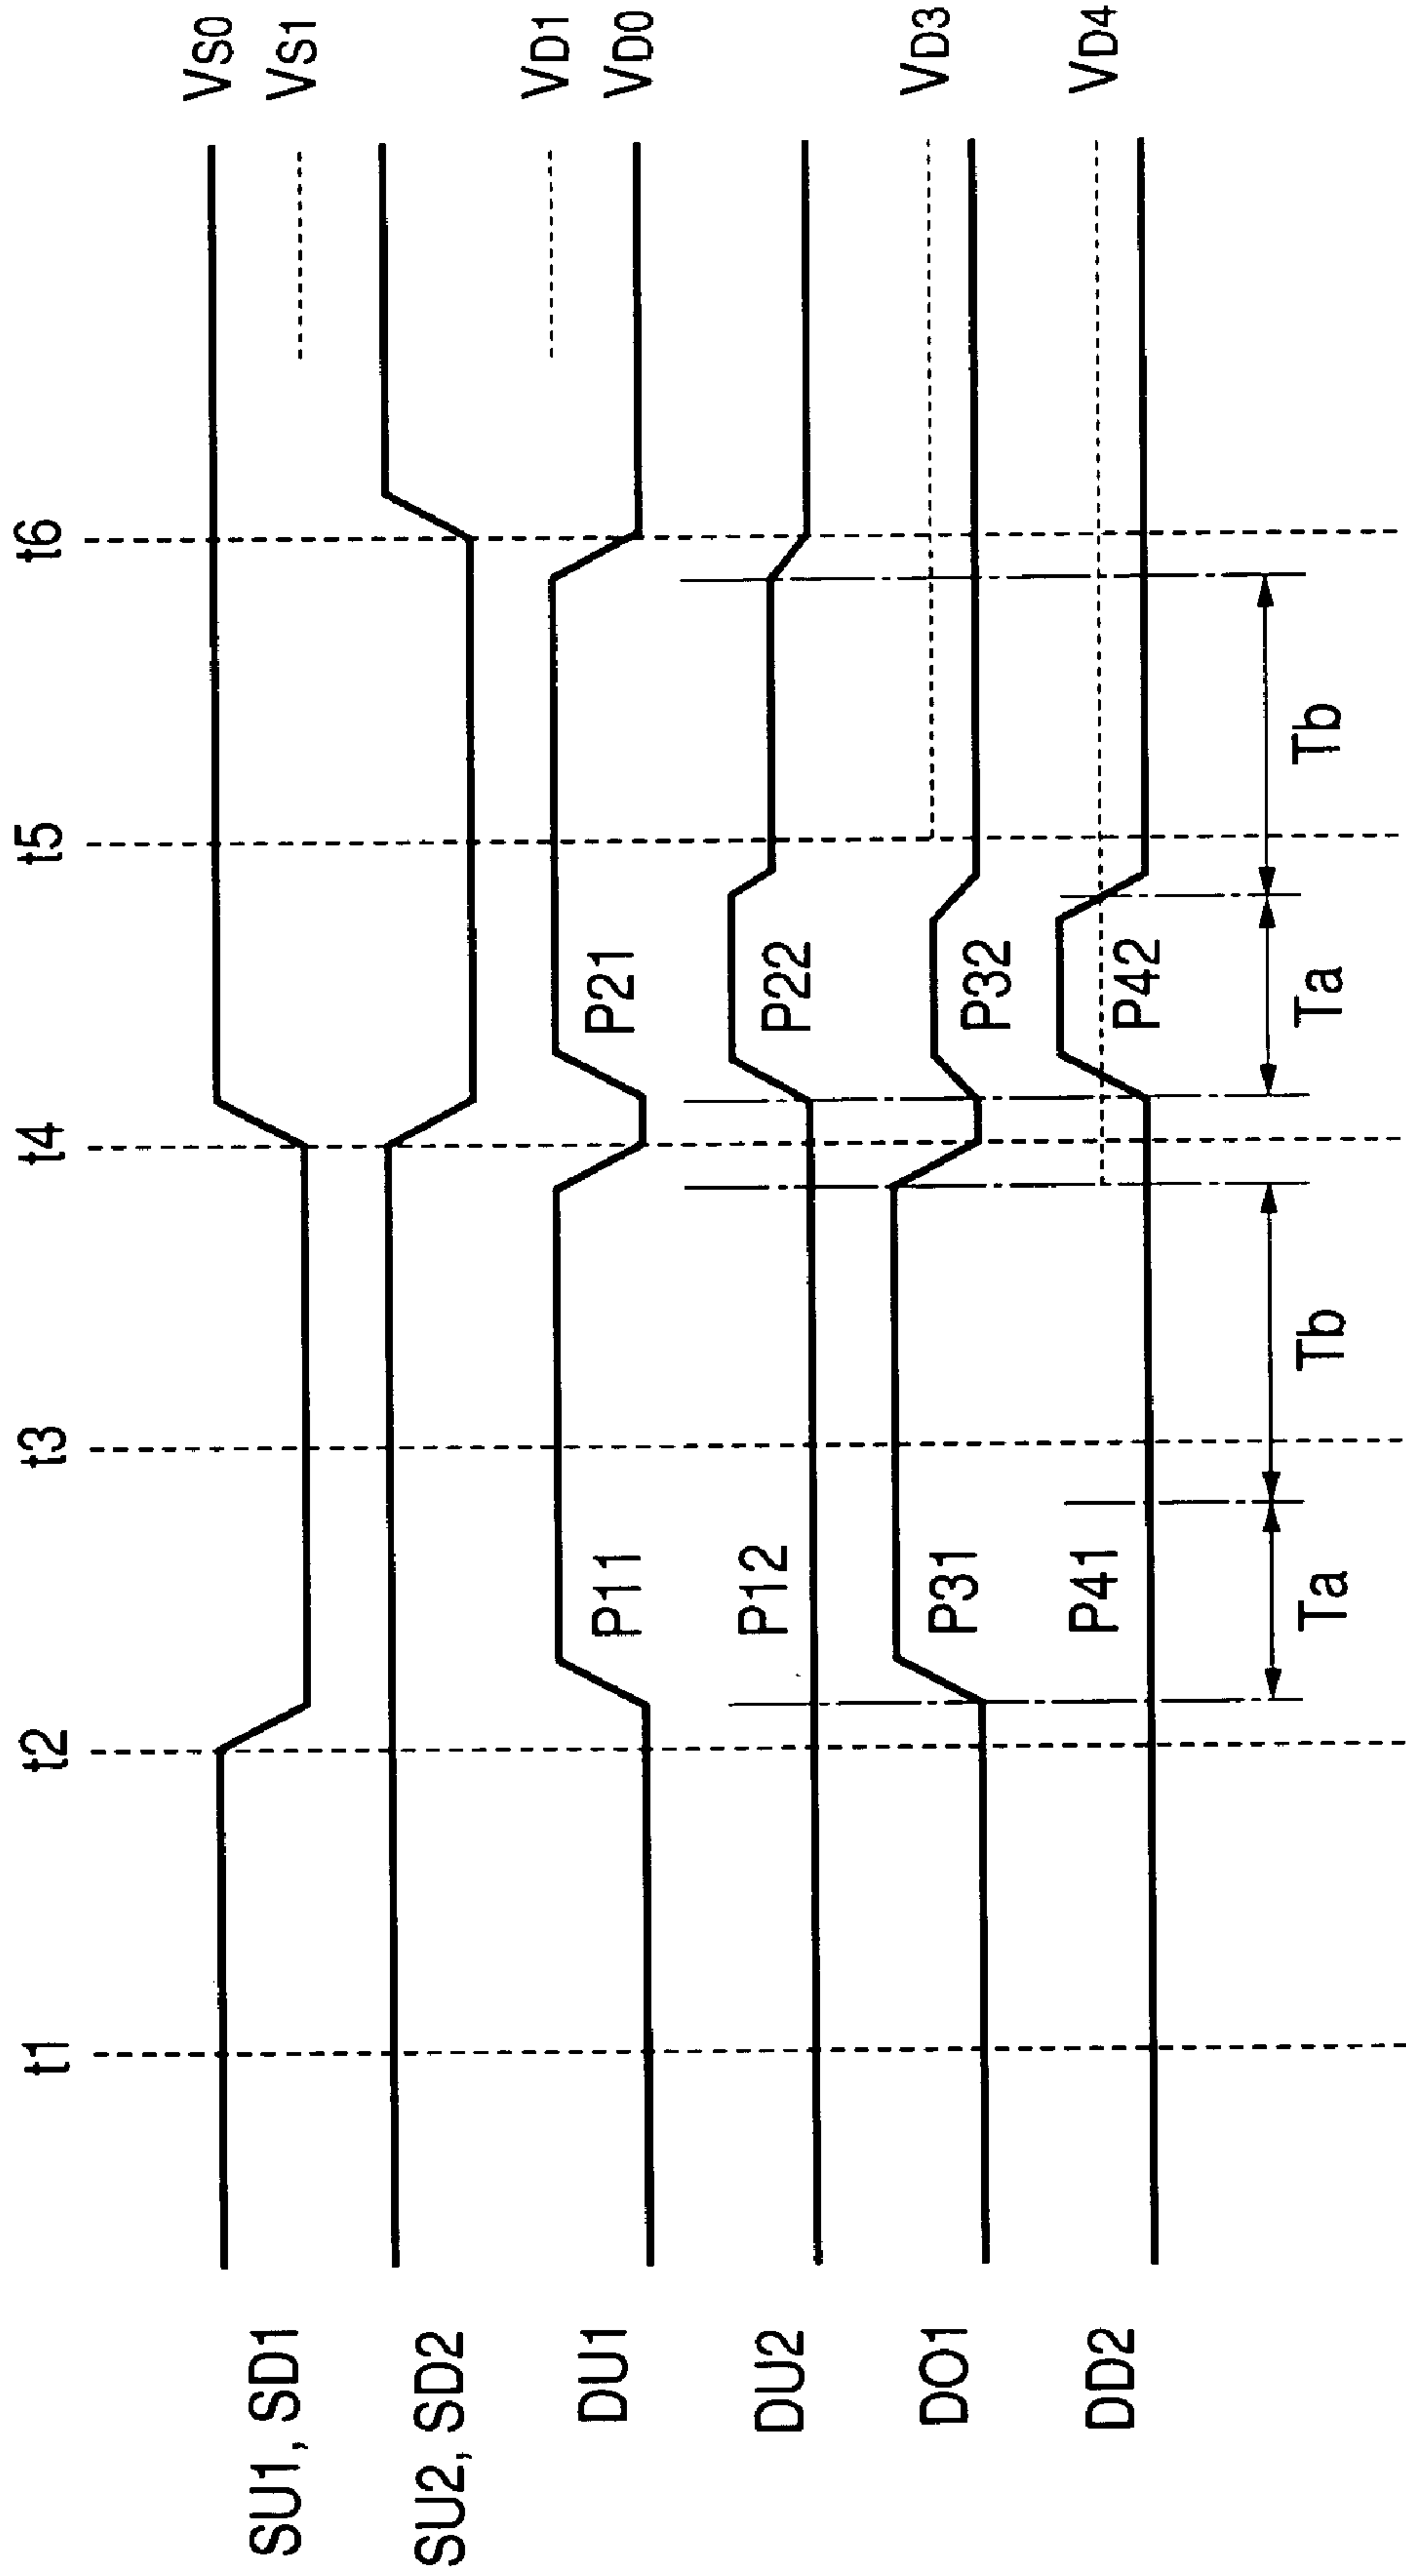 t1 t2 t3 t4 t5 t6
SU1, SD1
VS0
VS1
SU2, SD2
DU1
P11
P21
VD1
VD0
DU2
P12
P22
DO1
P31
P32
VD3
DD2
P41
P42
VD4
Ta Tb Ta Tb